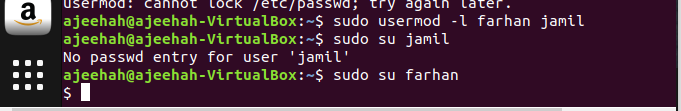 usermod: cannot lock /etc/passwd; try again later.
ajeehah@ajeehah-VirtualBox:~$ sudo usermod -l farhan jamil
ajeehah@ajeehah-VirtualBox:~$ sudo su jamil
No passwd entry for user 'jamil'
ajeehah@ajeehah-VirtualBox:~$ sudo su farhan
$